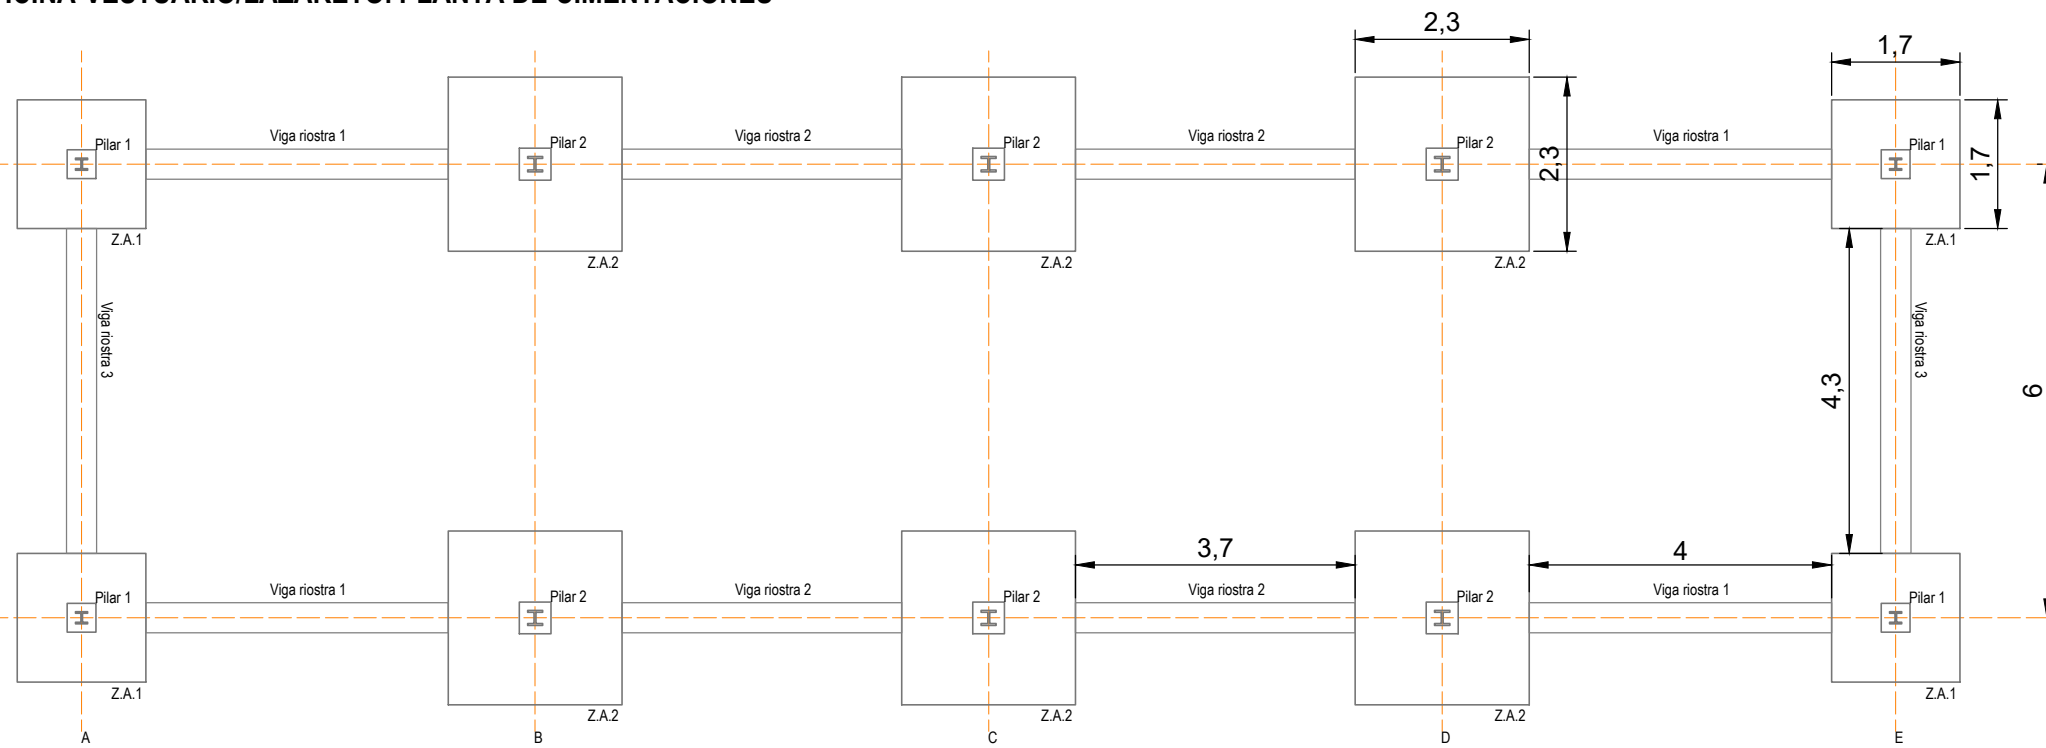 2,3
1,7
Viga riostra 1
Viga riostra 2
Viga riostra 2
Viga riostra 1
Pilar 1
Pilar 2
Pilar 2
Pilar 2
Pilar 1
2,3
1,7
Z.A.1
Z.A.2
Z.A.2
Z.A.2
Z.A.1
Viga riostra 3
Viga riostra 3
4,3
6
3,7
4
Viga riostra 1
Viga riostra 2
Viga riostra 2
Viga riostra 1
Pilar 1
Pilar 2
Pilar 2
Pilar 2
Pilar 1
Z.A.1
Z.A.2
Z.A.2
Z.A.2
Z.A.1
A
B
C
D
E